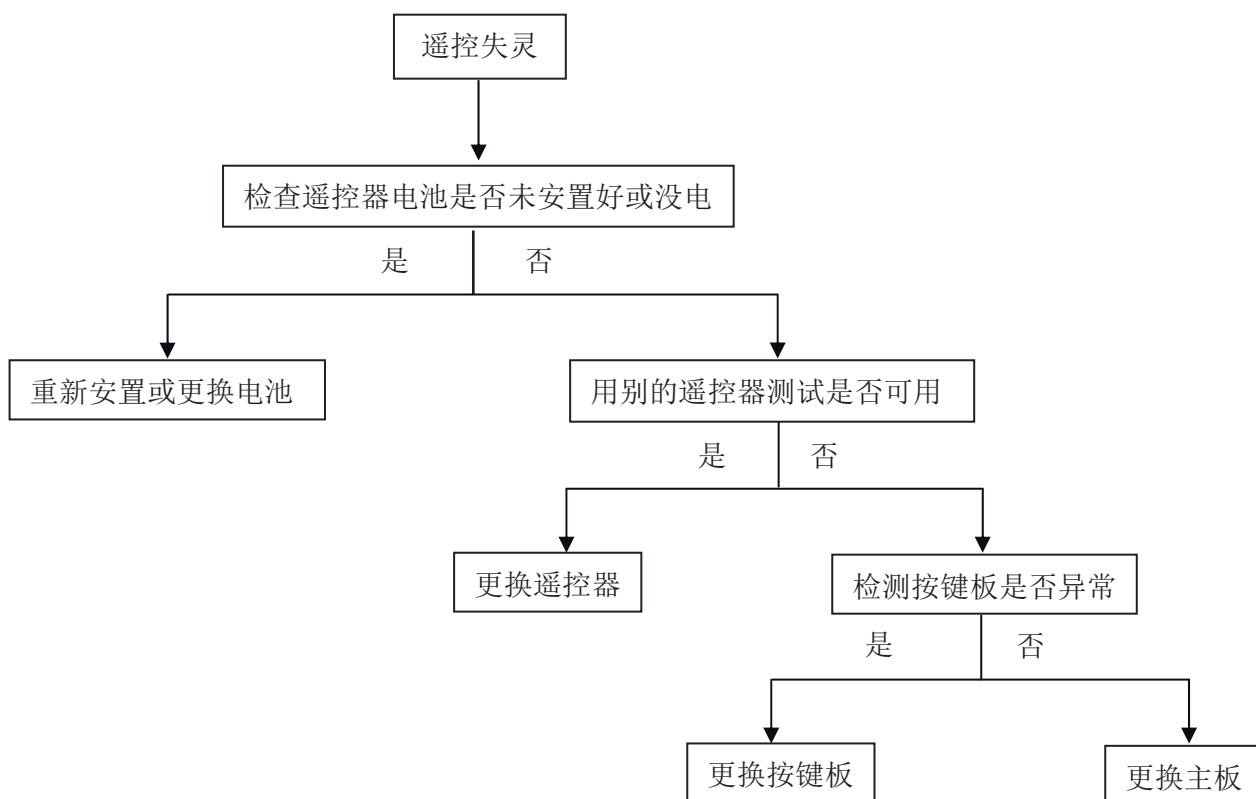 遥控失灵
检查遥控器电池是否未安置好或没电
是 否
重新安置或更换电池
用别的遥控器测试是否可用
是 否
更换遥控器
检测按键板是否异常
是 否
更换按键板
更换主板